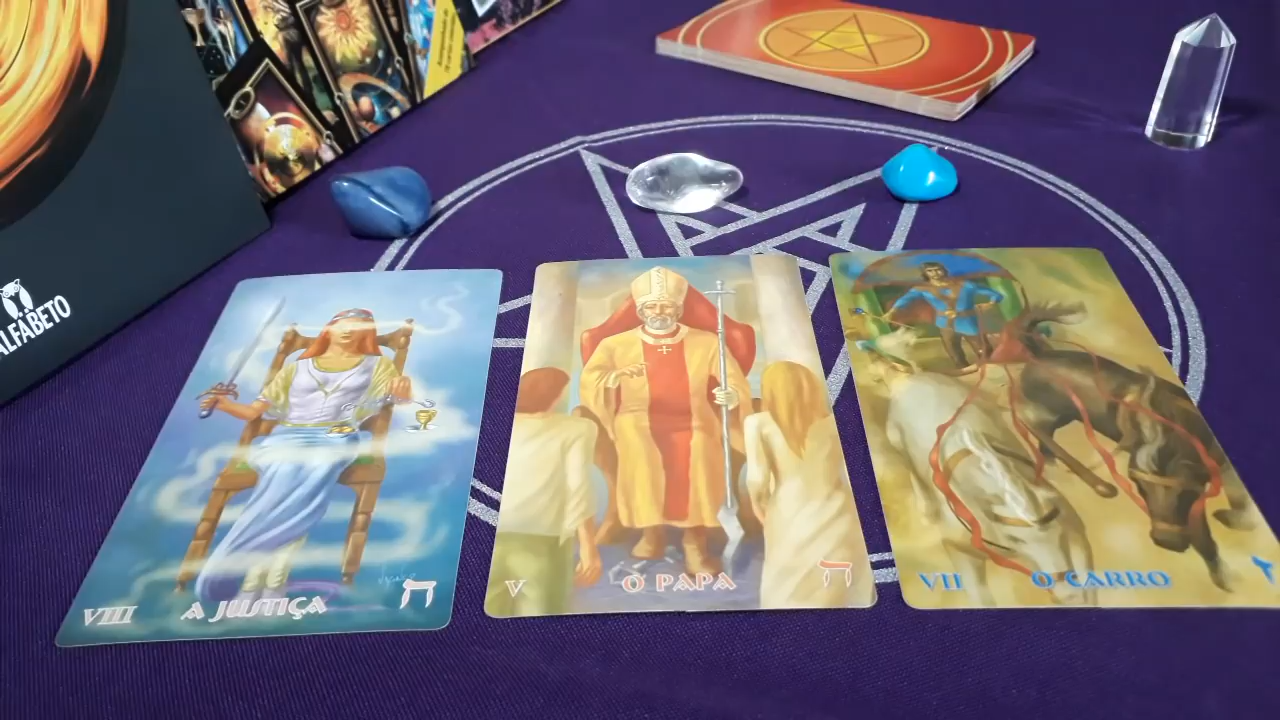 ALFABETO
VIII A JUSTIÇA ח
V O PAPA ה
VII O CARRO